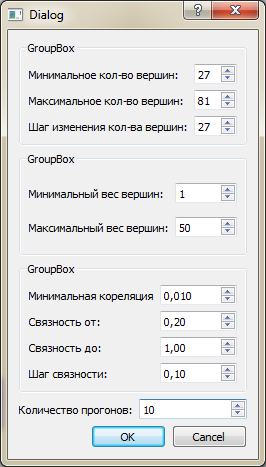 Dialog
GroupBox
Минимальное кол-во вершин: 27
Максимальное кол-во вершин: 81
Шаг изменения кол-ва вершин: 27
GroupBox
Минимальный вес вершин: 1
Максимальный вес вершин: 50
GroupBox
Минимальная кореляция 0,010
Связность от: 0,20
Связность до: 1,00
Шаг связности: 0,10
Количество прогонов: 10
OK Cancel